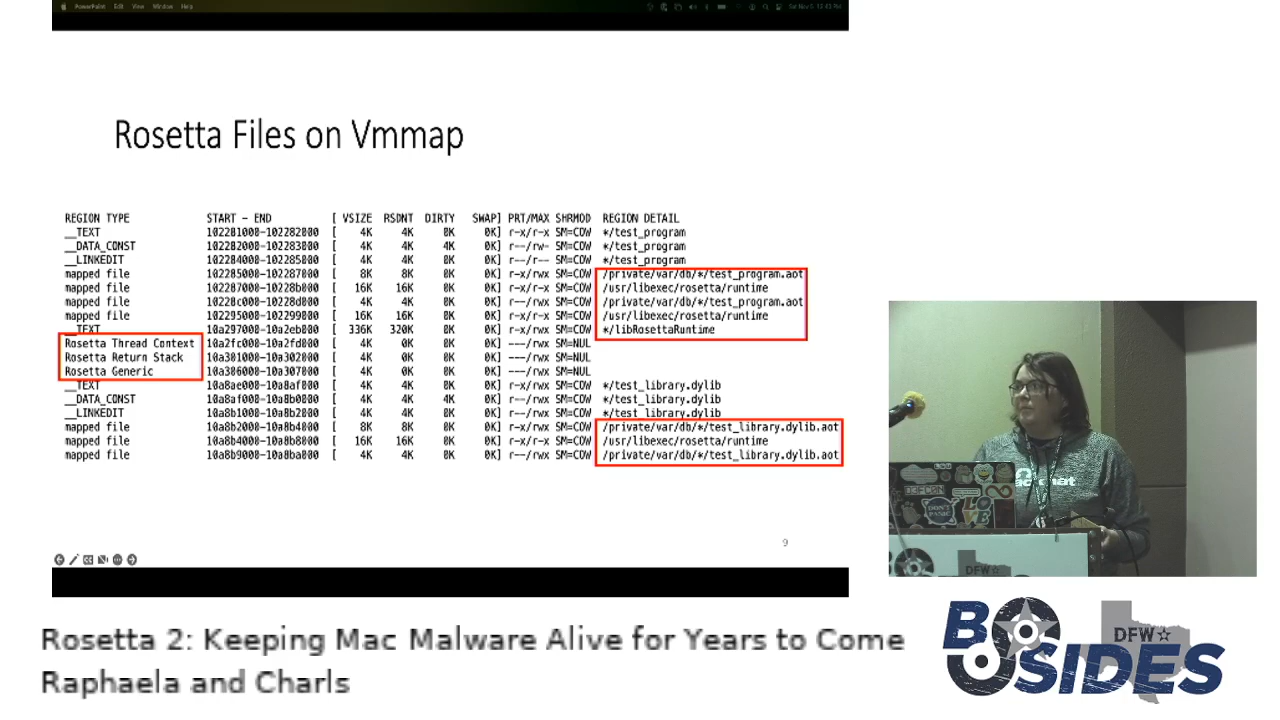 PowerPoint Edit View Window Help
Rosetta Files on Vmmap
REGION TYPE START - END [ VSIZE RSDNT DIRTY SWAP] PRT/MAX SHRMOD REGION DETAIL
__TEXT 102281000-102282000 [ 4K 4K 0K 0K] r-x/r-x SM=COW */test_program
__DATA_CONST 102282000-102283000 [ 4K 4K 4K 0K] r--/rw- SM=COW */test_program
__LINKEDIT 102284000-102285000 [ 4K 4K 0K 0K] r--/r-- SM=COW */test_program
mapped file 102285000-102287000 [ 8K 8K 0K 0K] r-x/rwx SM=COW /private/var/db/*/test_program.aot
mapped file 102287000-10228b000 [ 16K 16K 0K 0K] r-x/r-x SM=COW /usr/libexec/rosetta/runtime
mapped file 10228c000-10228d000 [ 4K 4K 0K 0K] r--/rwx SM=COW /private/var/db/*/test_program.aot
mapped file 102295000-102299000 [ 16K 16K 0K 0K] r-x/rwx SM=COW /usr/libexec/rosetta/runtime
__TEXT 10a297000-10a2eb000 [ 336K 320K 0K 0K] r-x/rwx SM=COW */libRosettaRuntime
Rosetta Thread Context 10a2fc000-10a2fd000 [ 4K 0K 0K 0K] ---/rwx SM=NUL
Rosetta Return Stack 10a301000-10a302000 [ 4K 0K 0K 0K] ---/rwx SM=NUL
Rosetta Generic 10a306000-10a307000 [ 4K 0K 0K 0K] ---/rwx SM=NUL
__TEXT 10a8ae000-10a8af000 [ 4K 4K 0K 0K] r-x/rwx SM=COW */test_library.dylib
__DATA_CONST 10a8af000-10a8b0000 [ 4K 4K 4K 0K] r--/rwx SM=COW */test_library.dylib
__LINKEDIT 10a8b1000-10a8b2000 [ 4K 4K 0K 0K] r--/rwx SM=COW */test_library.dylib
mapped file 10a8b2000-10a8b4000 [ 8K 8K 0K 0K] r-x/rwx SM=COW /private/var/db/*/test_library.dylib.aot
mapped file 10a8b4000-10a8b8000 [ 16K 16K 0K 0K] r-x/r-x SM=COW /usr/libexec/rosetta/runtime
mapped file 10a8b9000-10a8ba000 [ 4K 4K 0K 0K] r--/rwx SM=COW /private/var/db/*/test_library.dylib.aot
9
DON'T PANIC
LOVE
DFW
Rosetta 2: Keeping Mac Malware Alive for Years to Come
Raphaela and Charls
BSIDES
DFW